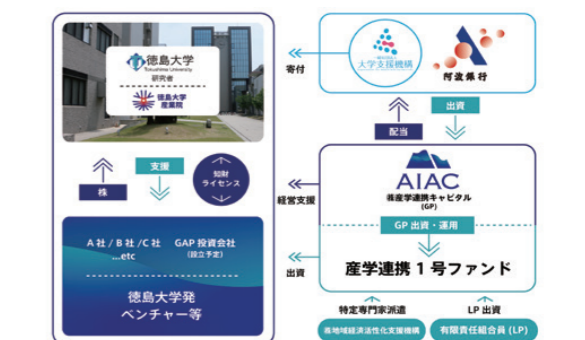 徳島大学
Tokushima University
研究者
徳島大学
産業院
株
支援
知財
ライセンス
A社/B社/C社
...etc
GAP 投資会社
(設立予定)
徳島大学発
ベンチャー等
寄付
大学支援機構
阿波銀行
配当
出資
経営支援
AIAC
㈱産学連携キャピタル
(GP)
GP 出資・運用
出資
産学連携 1 号ファンド
特定専門家派遣
LP 出資
㈱地域経済活性化支援機構
有限責任組合員 (LP)